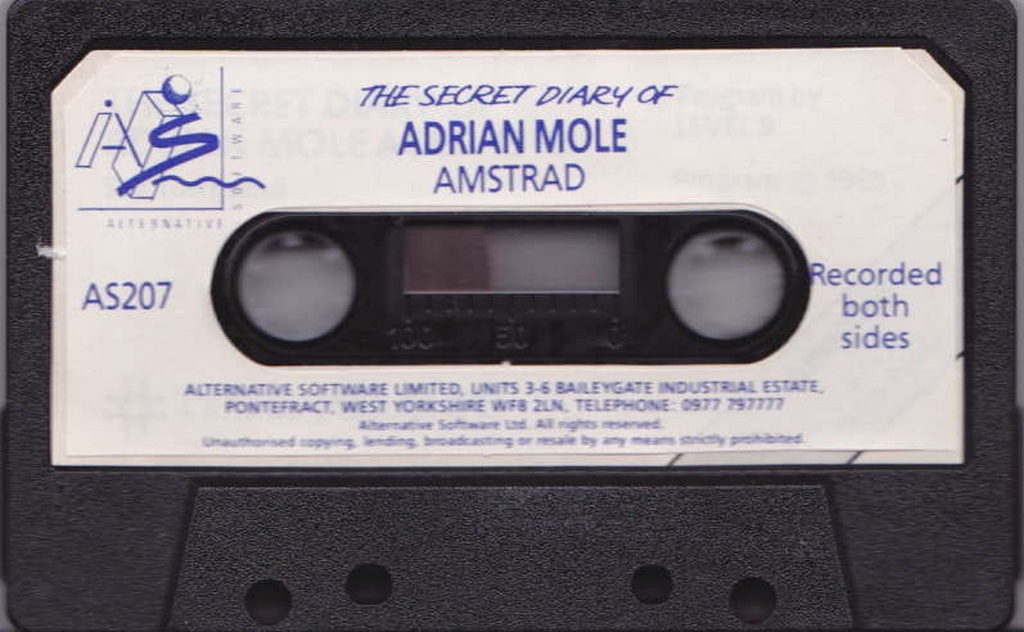 THE SECRET DIARY OF
ADRIAN MOLE
AMSTRAD
SOFTWARE
ALTERNATIVE
AS207
Recorded
both
sides
100 50 0
ALTERNATIVE SOFTWARE LIMITED, UNITS 3-6 BAILEYGATE INDUSTRIAL ESTATE,
PONTEFRACT, WEST YORKSHIRE WF8 2LN, TELEPHONE: 0977 797777
Alternative Software Ltd. All rights reserved.
Unauthorised copying, lending, broadcasting or resale by any means strictly prohibited.